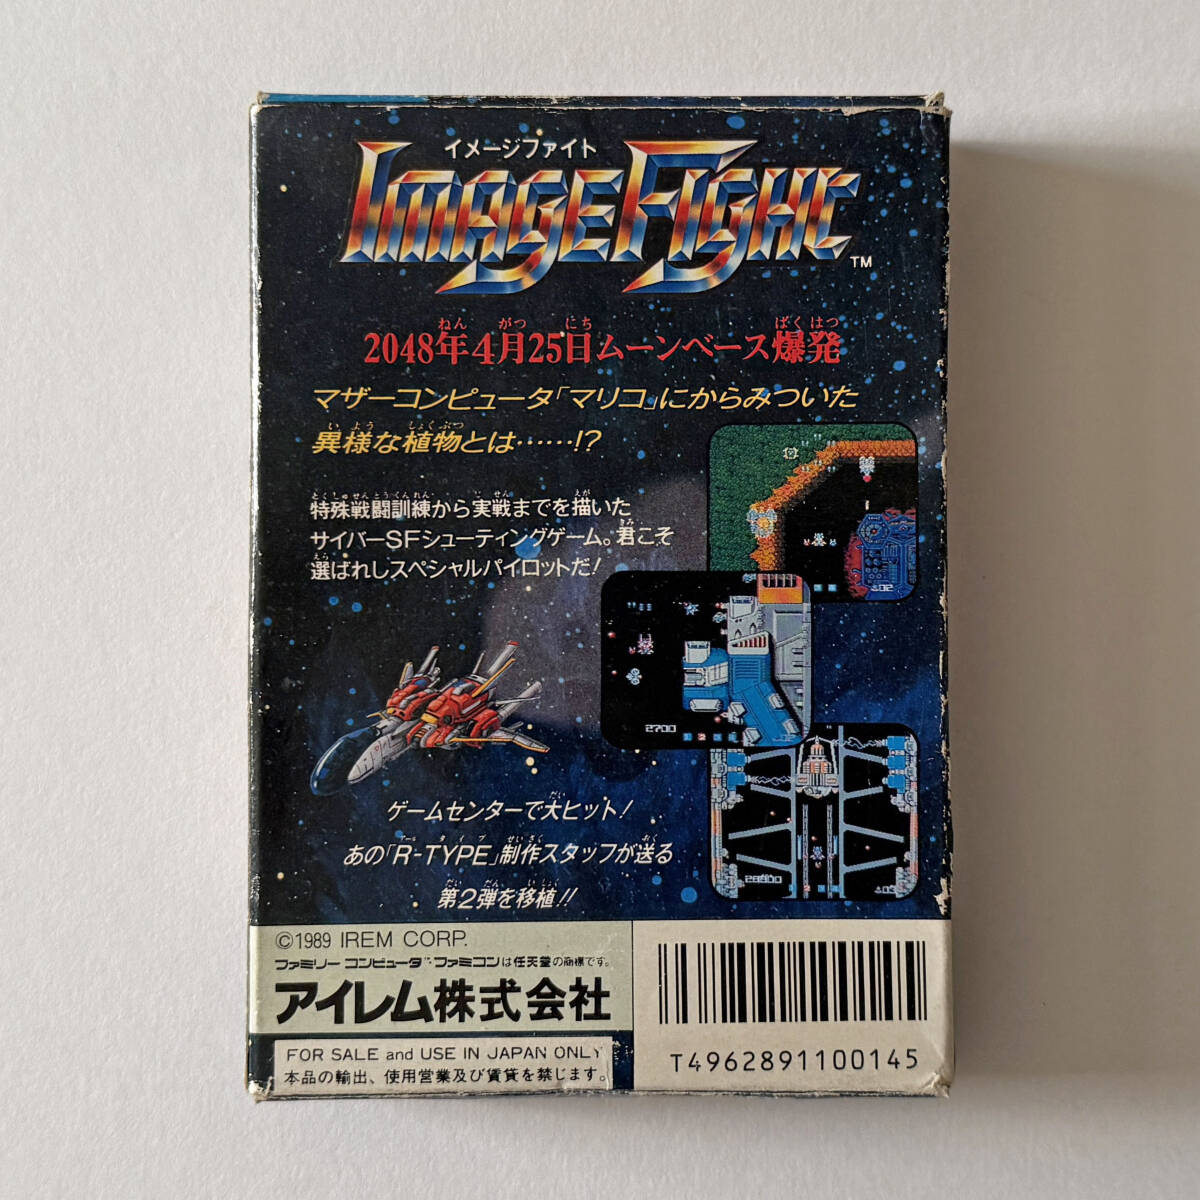 イメージファイト
IMAGE FIGHT TM
2048年4月25日ムーンベース爆発
マザーコンピュータ「マリコ」にからみついた
異様な植物とは……!?
特殊戦闘訓練から実戦までを描いた
サイバーSFシューティングゲーム。君こそ
選ばれしスペシャルパイロットだ!
2700
28900
ゲームセンターで大ヒット!
あの「R-TYPE」制作スタッフが送る
第2弾を移植!!
©1989 IREM CORP.
ファミリーコンピュータ™・ファミコンは任天堂の商標です。
アイレム株式会社
FOR SALE and USE IN JAPAN ONLY
本品の輸出、使用営業及び賃貸を禁じます。
T4962891100145